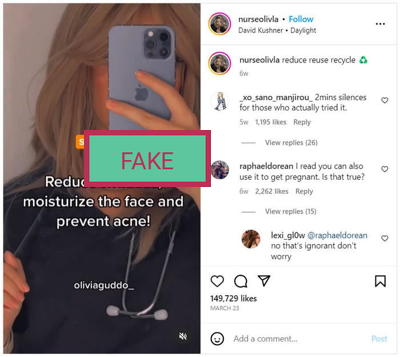 nurseolivla • Follow
David Kushner • Daylight
nurseolivla reduce reuse recycle ♻
6w
_xo_sano_manjirou_ 2mins silences
for those who actually tried it.
5w 1,195 likes Reply
View replies (26)
raphaeldorean I read you can also
use it to get pregnant. Is that true?
6w 2,262 likes Reply
View replies (15)
lexi_gl0w @raphaeldorean
no that's ignorant don't
worry
149,729 likes
MARCH 23
Add a comment...
Post
FAKE
moisturize the face and
prevent acne!
oliviaguddo_